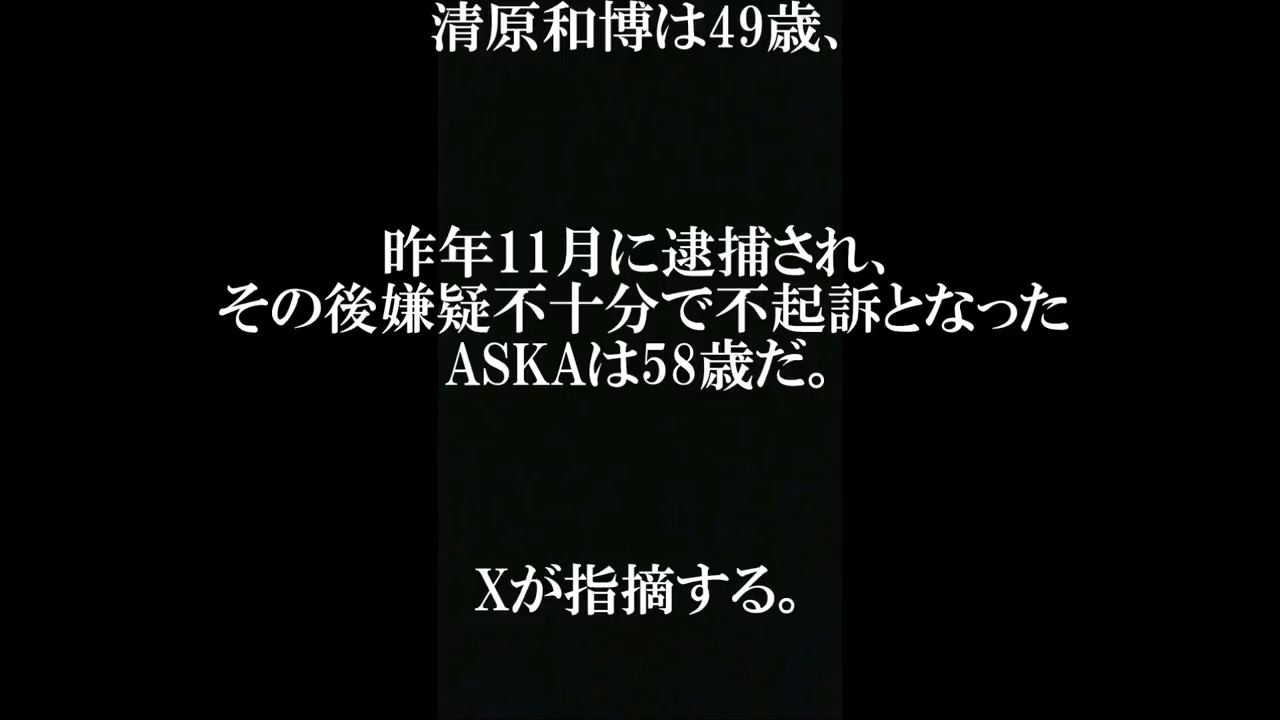 清原和博は49歳、
昨年11月に逮捕され、
その後嫌疑不十分で不起訴となった
ASKAは58歳だ。
Xが指摘する。